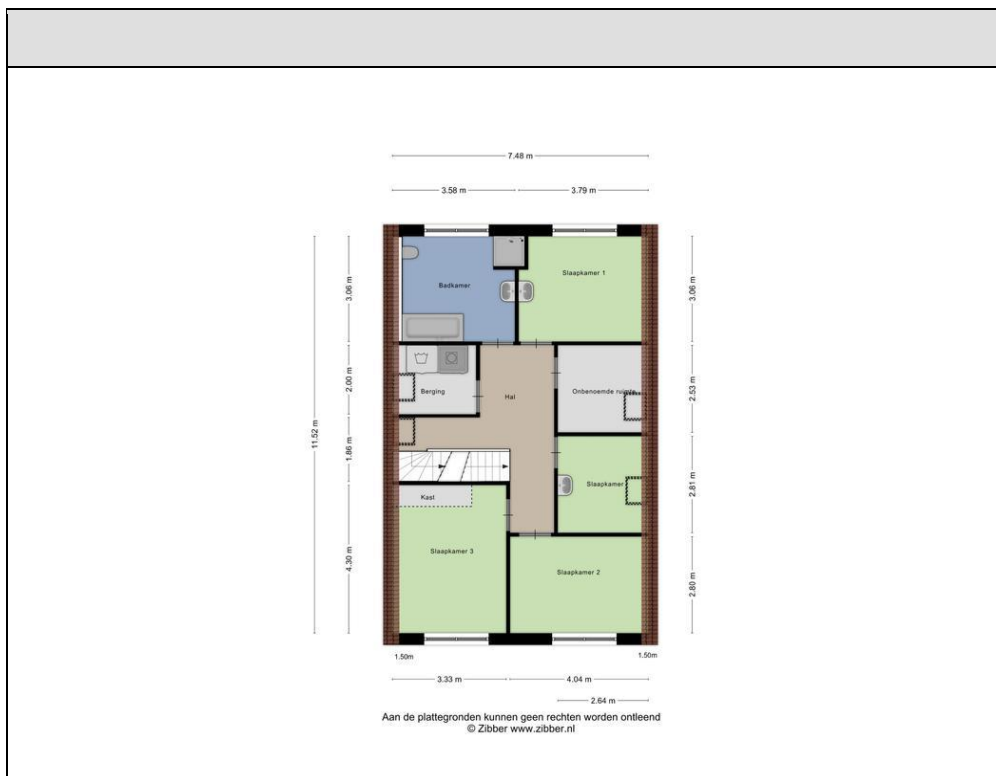 7.48 m
3.58 m
3.79 m
11.52 m
3.06 m
2.00 m
1.86 m
4.30 m
3.06 m
2.53 m
2.81 m
2.80 m
Badkamer
Slaapkamer 1
Berging
Hal
Onbenoemde ruimte
Slaapkamer
Kast
Slaapkamer 3
Slaapkamer 2
1.50m
1.50m
3.33 m
4.04 m
2.64 m
Aan de plattegronden kunnen geen rechten worden ontleend
© Zibber www.zibber.nl